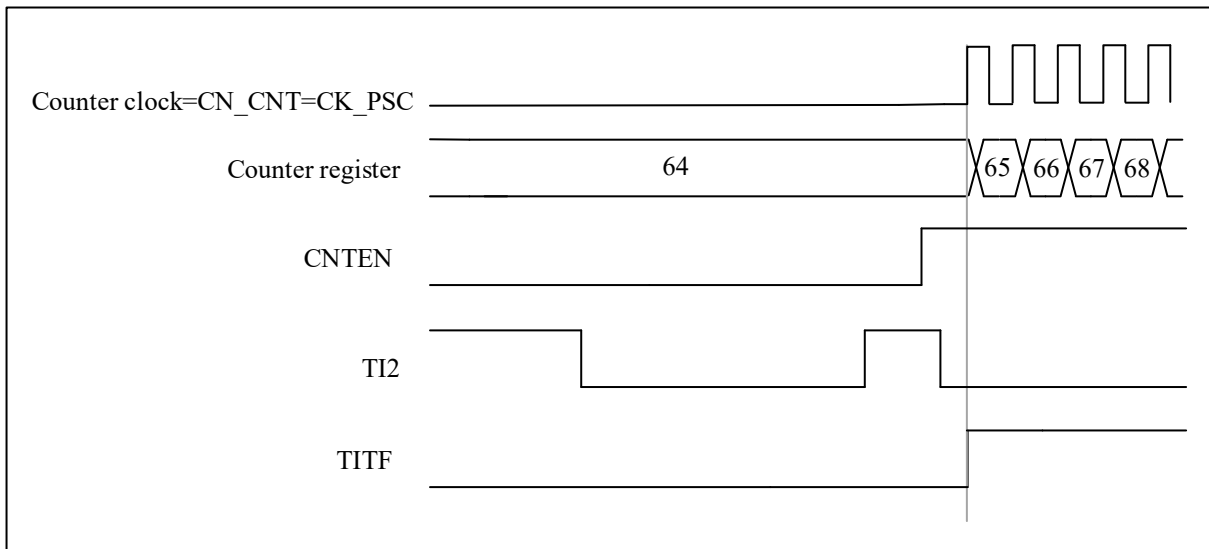 Counter clock=CN_CNT=CK_PSC
Counter register 64 65 66 67 68
CNTEN
TI2
TITF